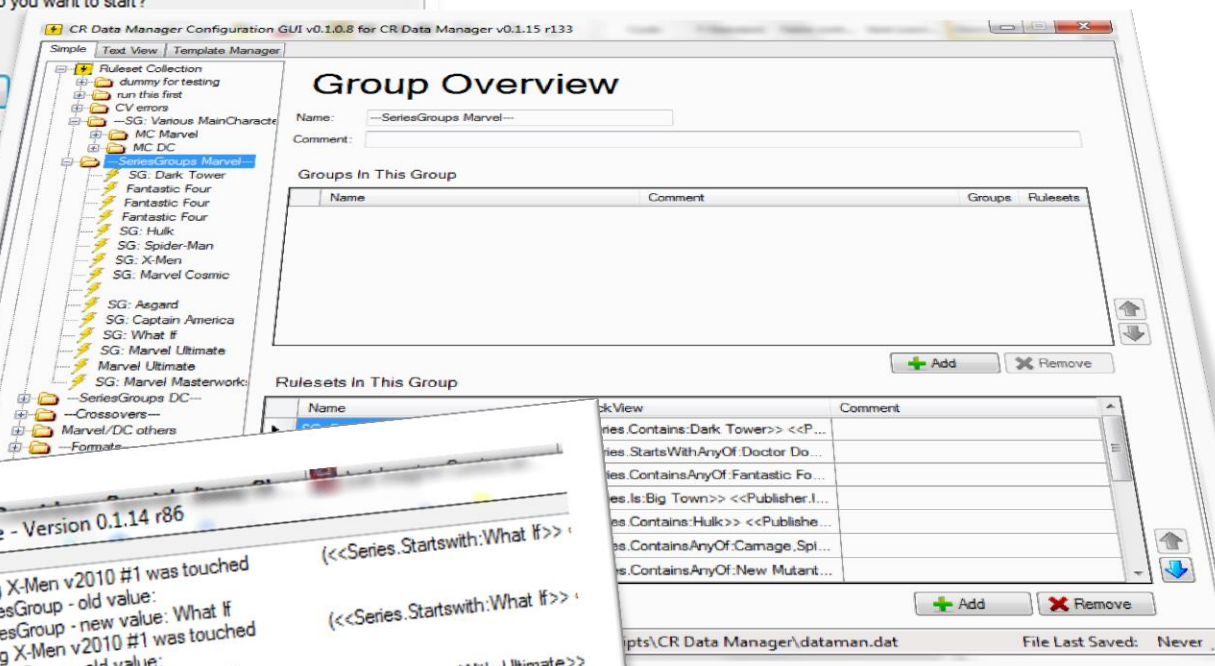 you want to start?
CR Data Manager Configuration GUI v0.1.0.8 for CR Data Manager v0.1.15 r133
Simple Text View Template Manager
Ruleset Collection
dummy for testing
run this first
CV errors
---SG: Various MainCharacte
MC Marvel
MC DC
---SeriesGroups Marvel---
SG: Dark Tower
Fantastic Four
Fantastic Four
Fantastic Four
SG: Hulk
SG: Spider-Man
SG: X-Men
SG: Marvel Cosmic
SG: Asgard
SG: Captain America
SG: What If
SG: Marvel Ultimate
Marvel Ultimate
SG: Marvel Masterworks
---SeriesGroups DC---
---Crossovers---
Marvel/DC others
---Formats---
Group Overview
Name: ---SeriesGroups Marvel---
Comment:
Groups In This Group
Name Comment Groups Rulesets
Add Remove
Rulesets In This Group
Name ckView Comment
ries.Contains:Dark Tower>> <<P...
ries.StartsWithAnyOf:Doctor Do...
ies.ContainsAnyOf:Fantastic Fo...
es.Is:Big Town>> <<Publisher.I...
es.Contains:Hulk>> <<Publishe...
es.ContainsAnyOf:Carnage,Spi...
s.ContainsAnyOf:New Mutant...
Add Remove
ipts\CR Data Manager\dataman.dat File Last Saved: Never
e - Version 0.1.14 r86
g X-Men v2010 #1 was touched (<<Series.Startswith:What If>>
esGroup - old value:
esGroup - new value: What If
g X-Men v2010 #1 was touched (<<Series.Startswith:What If>>
old value:
Ultimate>>